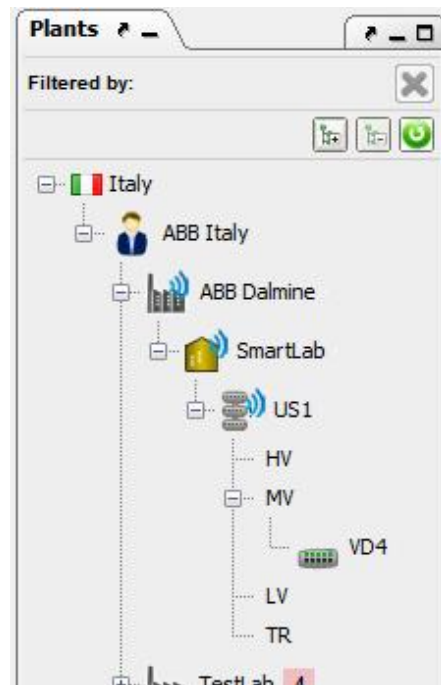 Plants
Filtered by:
Italy
ABB Italy
ABB Dalmine
SmartLab
US1
HV
MV
VD4
LV
TR
TestLab 4